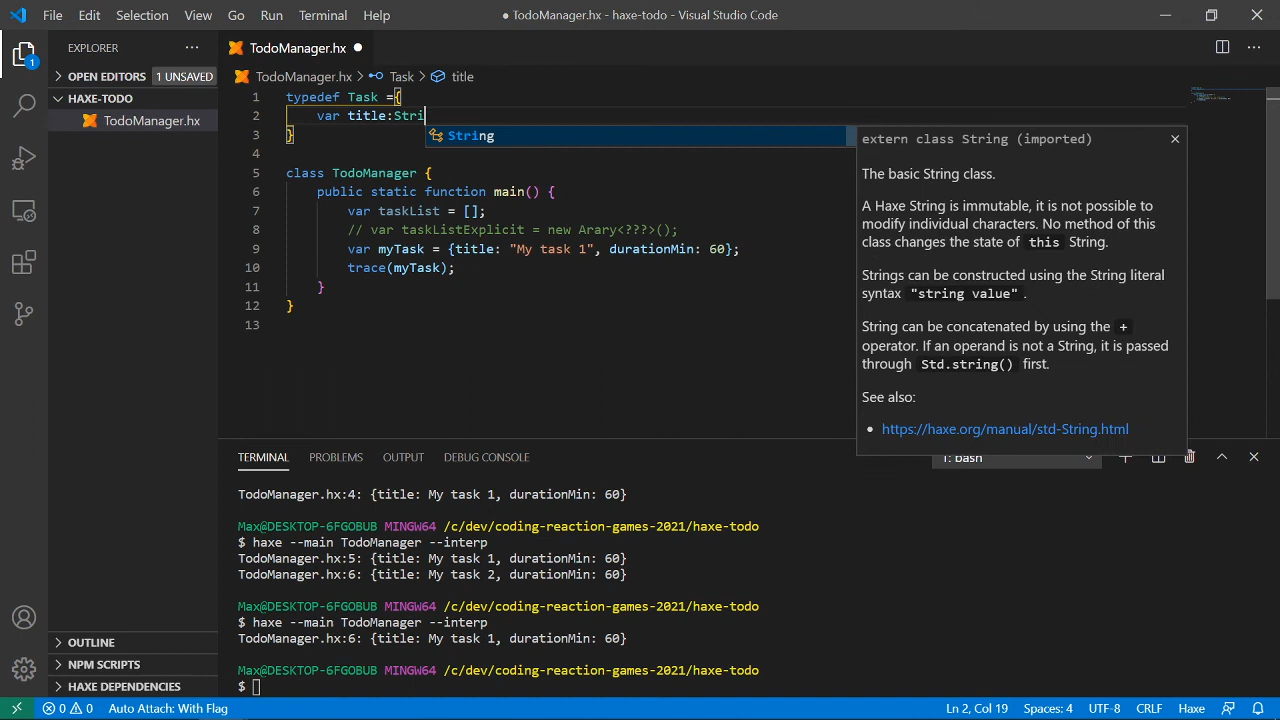 File Edit Selection View Go Run Terminal Help
● TodoManager.hx - haxe-todo - Visual Studio Code
1
EXPLORER
OPEN EDITORS 1 UNSAVED
HAXE-TODO
TodoManager.hx
OUTLINE
NPM SCRIPTS
HAXE DEPENDENCIES
TodoManager.hx ●
TodoManager.hx > Task > title
1 typedef Task ={
2 var title:Stri
3 }
4
5 class TodoManager {
6 public static function main() {
7 var taskList = [];
8 // var taskListExplicit = new Arary<???>();
9 var myTask = {title: "My task 1", durationMin: 60};
10 trace(myTask);
11 }
12 }
13
String
extern class String (imported)
The basic String class.
A Haxe String is immutable, it is not possible to
modify individual characters. No method of this
class changes the state of this String.
Strings can be constructed using the String literal
syntax "string value" .
String can be concatenated by using the +
operator. If an operand is not a String, it is passed
through Std.string() first.
See also:
• https://haxe.org/manual/std-String.html
TERMINAL PROBLEMS OUTPUT DEBUG CONSOLE
1: bash
TodoManager.hx:4: {title: My task 1, durationMin: 60}
Max@DESKTOP-6FGOBUB MINGW64 /c/dev/coding-reaction-games-2021/haxe-todo
$ haxe --main TodoManager --interp
TodoManager.hx:5: {title: My task 1, durationMin: 60}
TodoManager.hx:6: {title: My task 2, durationMin: 60}
Max@DESKTOP-6FGOBUB MINGW64 /c/dev/coding-reaction-games-2021/haxe-todo
$ haxe --main TodoManager --interp
TodoManager.hx:6: {title: My task 1, durationMin: 60}
Max@DESKTOP-6FGOBUB MINGW64 /c/dev/coding-reaction-games-2021/haxe-todo
$
0 0 Auto Attach: With Flag
Ln 2, Col 19 Spaces: 4 UTF-8 CRLF Haxe